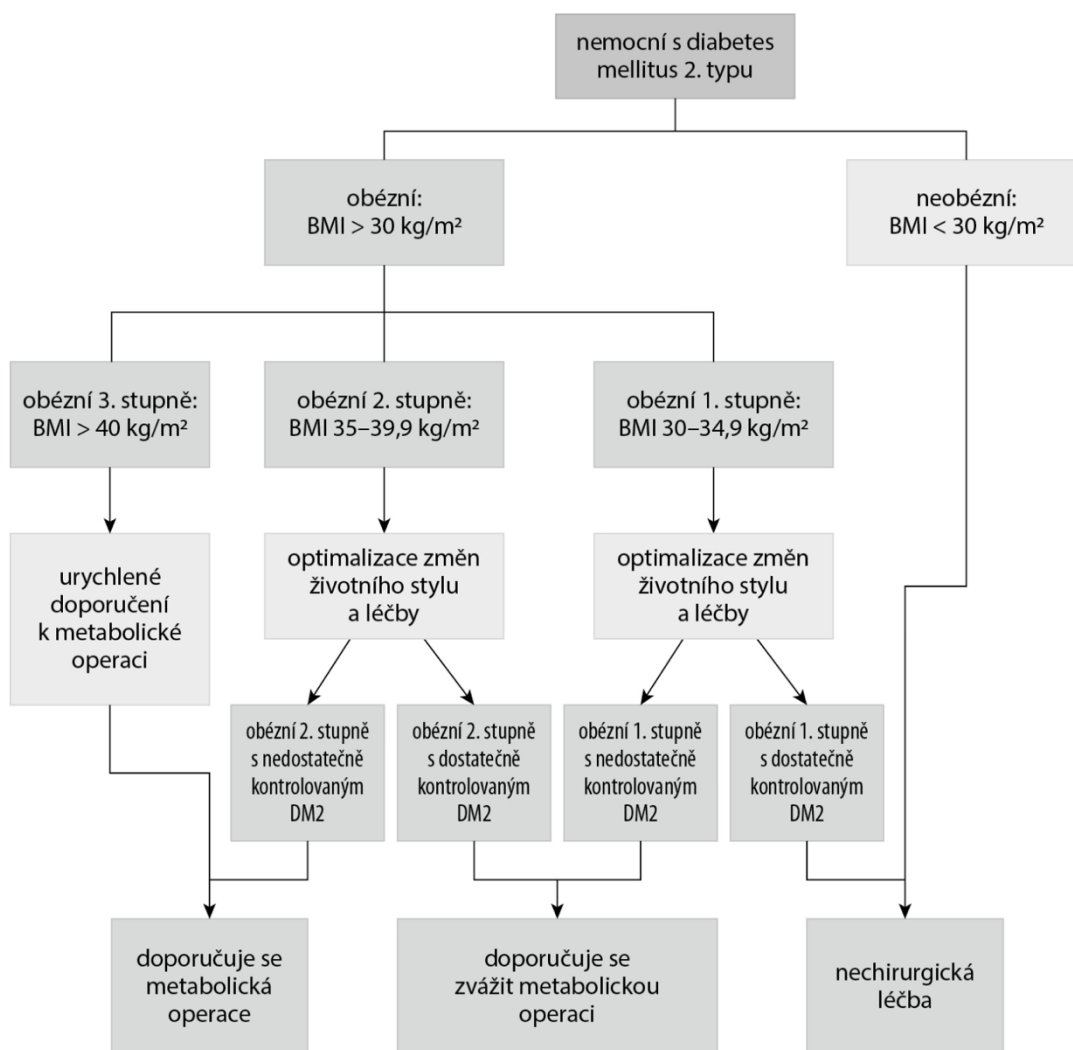 nemocní s diabetes
mellitus 2. typu
obézní:
BMI > 30 kg/m²
neobézní:
BMI < 30 kg/m²
obézní 3. stupně:
BMI > 40 kg/m²
obézní 2. stupně:
BMI 35–39,9 kg/m²
obézní 1. stupně:
BMI 30–34,9 kg/m²
urychlené
doporučení
k metabolické
operaci
optimalizace změn
životního stylu
a léčby
optimalizace změn
životního stylu
a léčby
obézní 2. stupně
s nedostatečně
kontrolovaným
DM2
obézní 2. stupně
s dostatečně
kontrolovaným
DM2
obézní 1. stupně
s nedostatečně
kontrolovaným
DM2
obézní 1. stupně
s dostatečně
kontrolovaným
DM2
doporučuje se
metabolická
operace
doporučuje se
zvážit metabolickou
operaci
nechirurgická
léčba